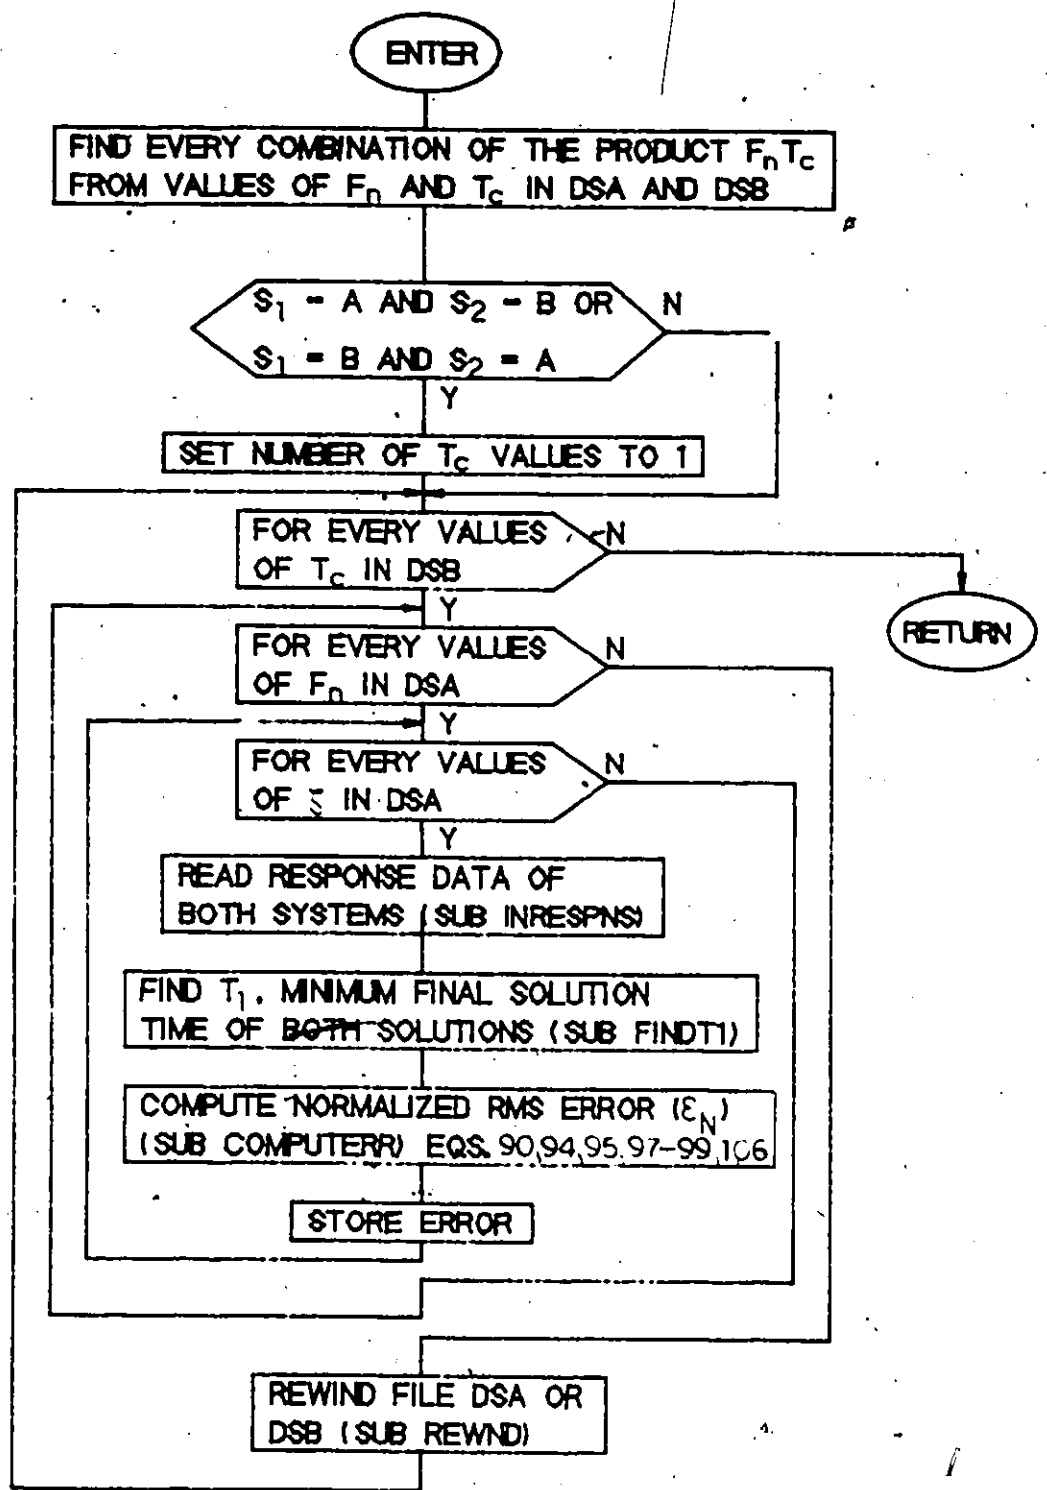 ENTER
FIND EVERY COMBINATION OF THE PRODUCT FnTc
FROM VALUES OF Fn AND Tc IN DSA AND DSB
S1 = A AND S2 = B OR
N
S1 = B AND S2 = A
Y
SET NUMBER OF Tc VALUES TO 1
FOR EVERY VALUES
N
OF Tc IN DSB
Y
RETURN
FOR EVERY VALUES
N
OF Fn IN DSA
Y
FOR EVERY VALUES
N
OF ζ IN DSA
Y
READ RESPONSE DATA OF
BOTH SYSTEMS (SUB INRESPNS)
FIND T1. MINIMUM FINAL SOLUTION
TIME OF BOTH SOLUTIONS (SUB FINDT1)
COMPUTE NORMALIZED RMS ERROR (εN)
(SUB COMPUTERR) EQS. 90,94,95.97-99,106
STORE ERROR
REWIND FILE DSA OR
DSB (SUB REWND)